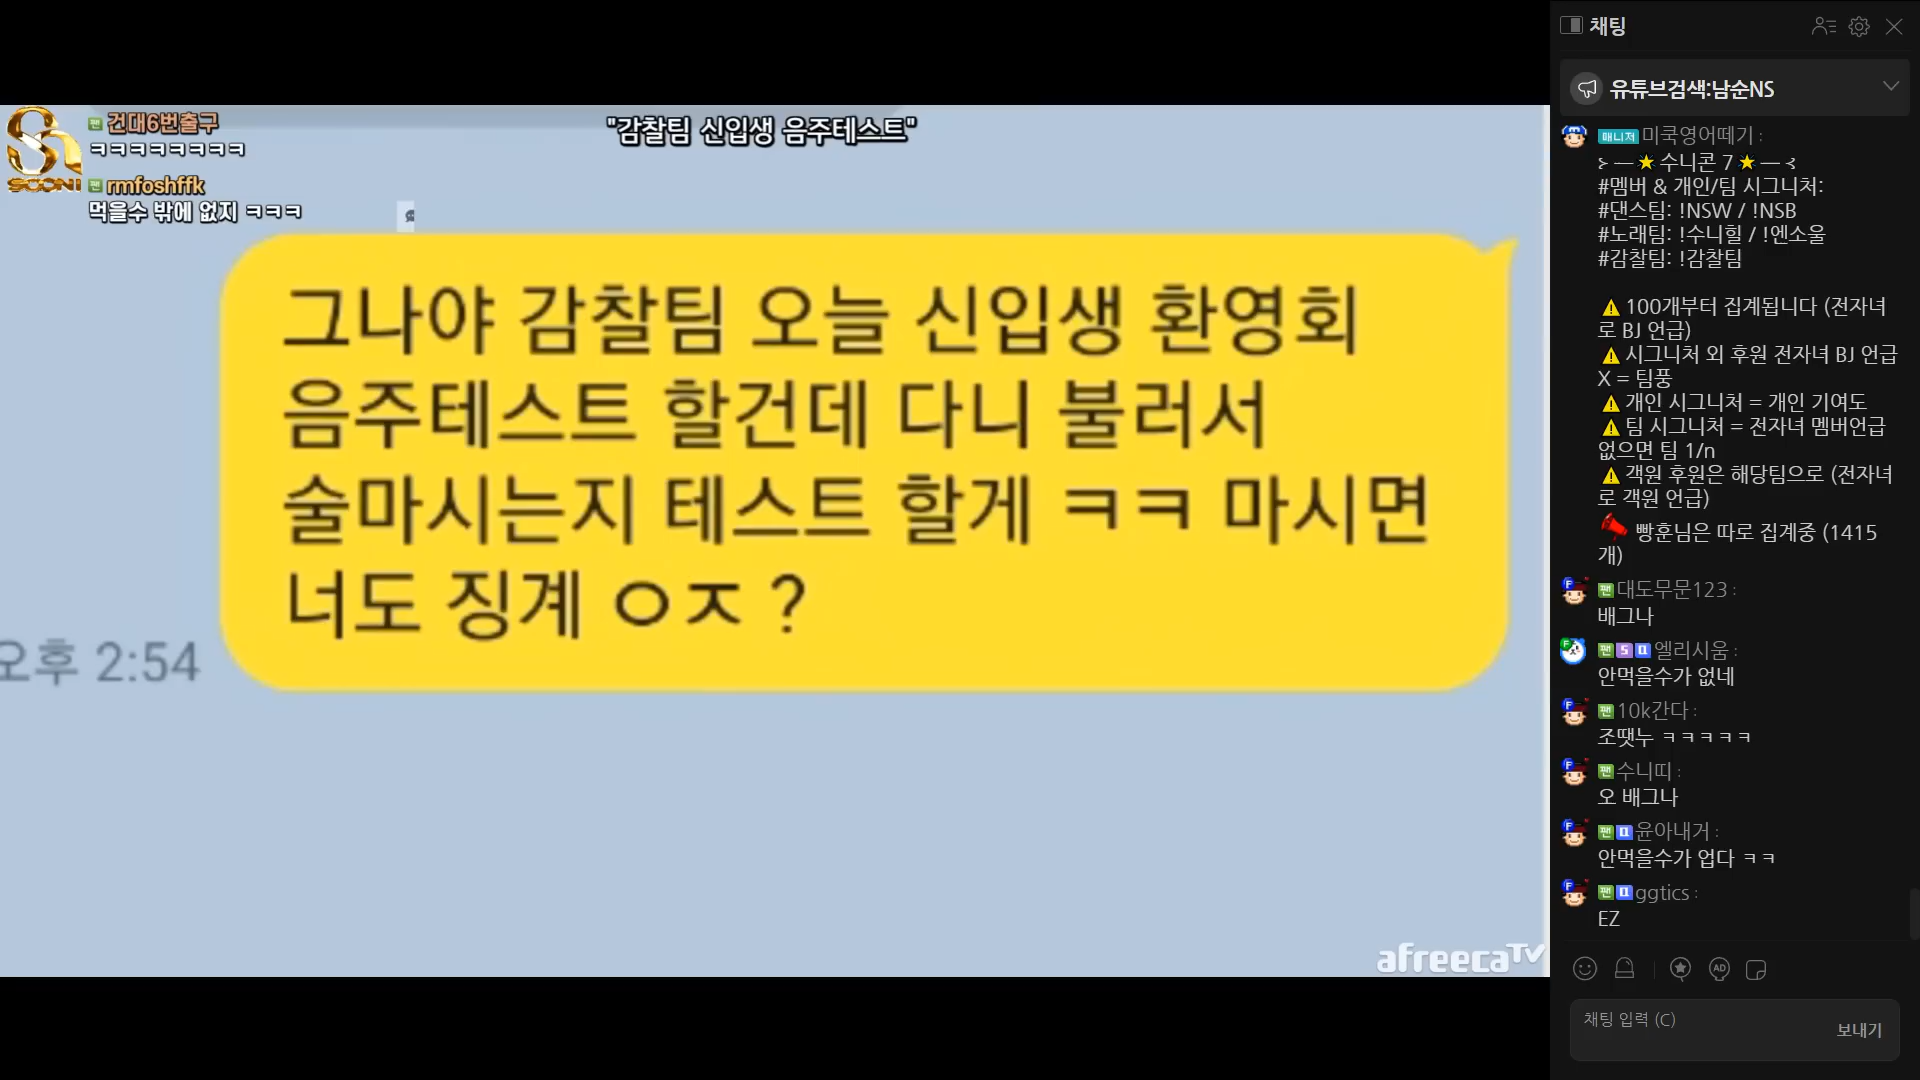 SOONI
팬 건대6번출구
ㅋㅋㅋㅋㅋㅋㅋㅋ
팬 rmfoshffk
먹을수 밖에 없지 ㅋㅋㅋ
"감찰팀 신입생 음주테스트"
그나야 감찰팀 오늘 신입생 환영회
음주테스트 할건데 다니 불러서
술마시는지 테스트 할게 ㅋㅋ 마시면
너도 징계 ㅇㅈ ?
오후 2:54
afreecaTV
채팅
유튜브검색:남순NS
매니저 미쿡영어떼기 :
⊱ ─ ★ 수니콘 7 ★ ─ ⊰
#멤버 & 개인/팀 시그니처:
#댄스팀: !NSW / !NSB
#노래팀: !수니힐 / !엔소울
#감찰팀: !감찰팀
⚠ 100개부터 집계됩니다 (전자녀
로 BJ 언급)
⚠ 시그니처 외 후원 전자녀 BJ 언급
X = 팀풍
⚠ 개인 시그니처 = 개인 기여도
⚠ 팀 시그니처 = 전자녀 멤버언급
없으면 팀 1/n
⚠ 객원 후원은 해당팀으로 (전자녀
로 객원 언급)
빵훈님은 따로 집계중 (1415
개)
팬 대도무문123 :
배그나
팬 S 엘리시움 :
안먹을수가 없네
팬 10k간다 :
조땟누 ㅋㅋㅋㅋㅋ
팬 수니띠 :
오 배그나
팬 윤아내거 :
안먹을수가 업다 ㅋㅋ
팬 ggtics :
EZ
AD
채팅 입력 (C)
보내기